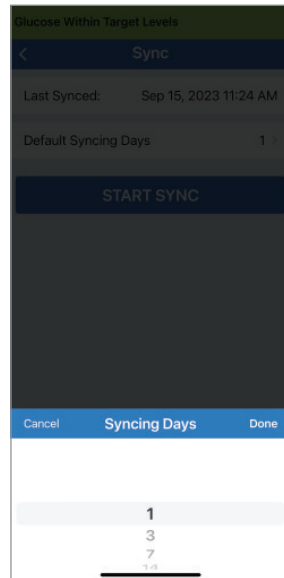 Glucose Within Target Levels
Sync
Last Synced: Sep 15, 2023 11:24 AM
Default Syncing Days 1
START SYNC
Cancel Syncing Days Done
1
3
7
14